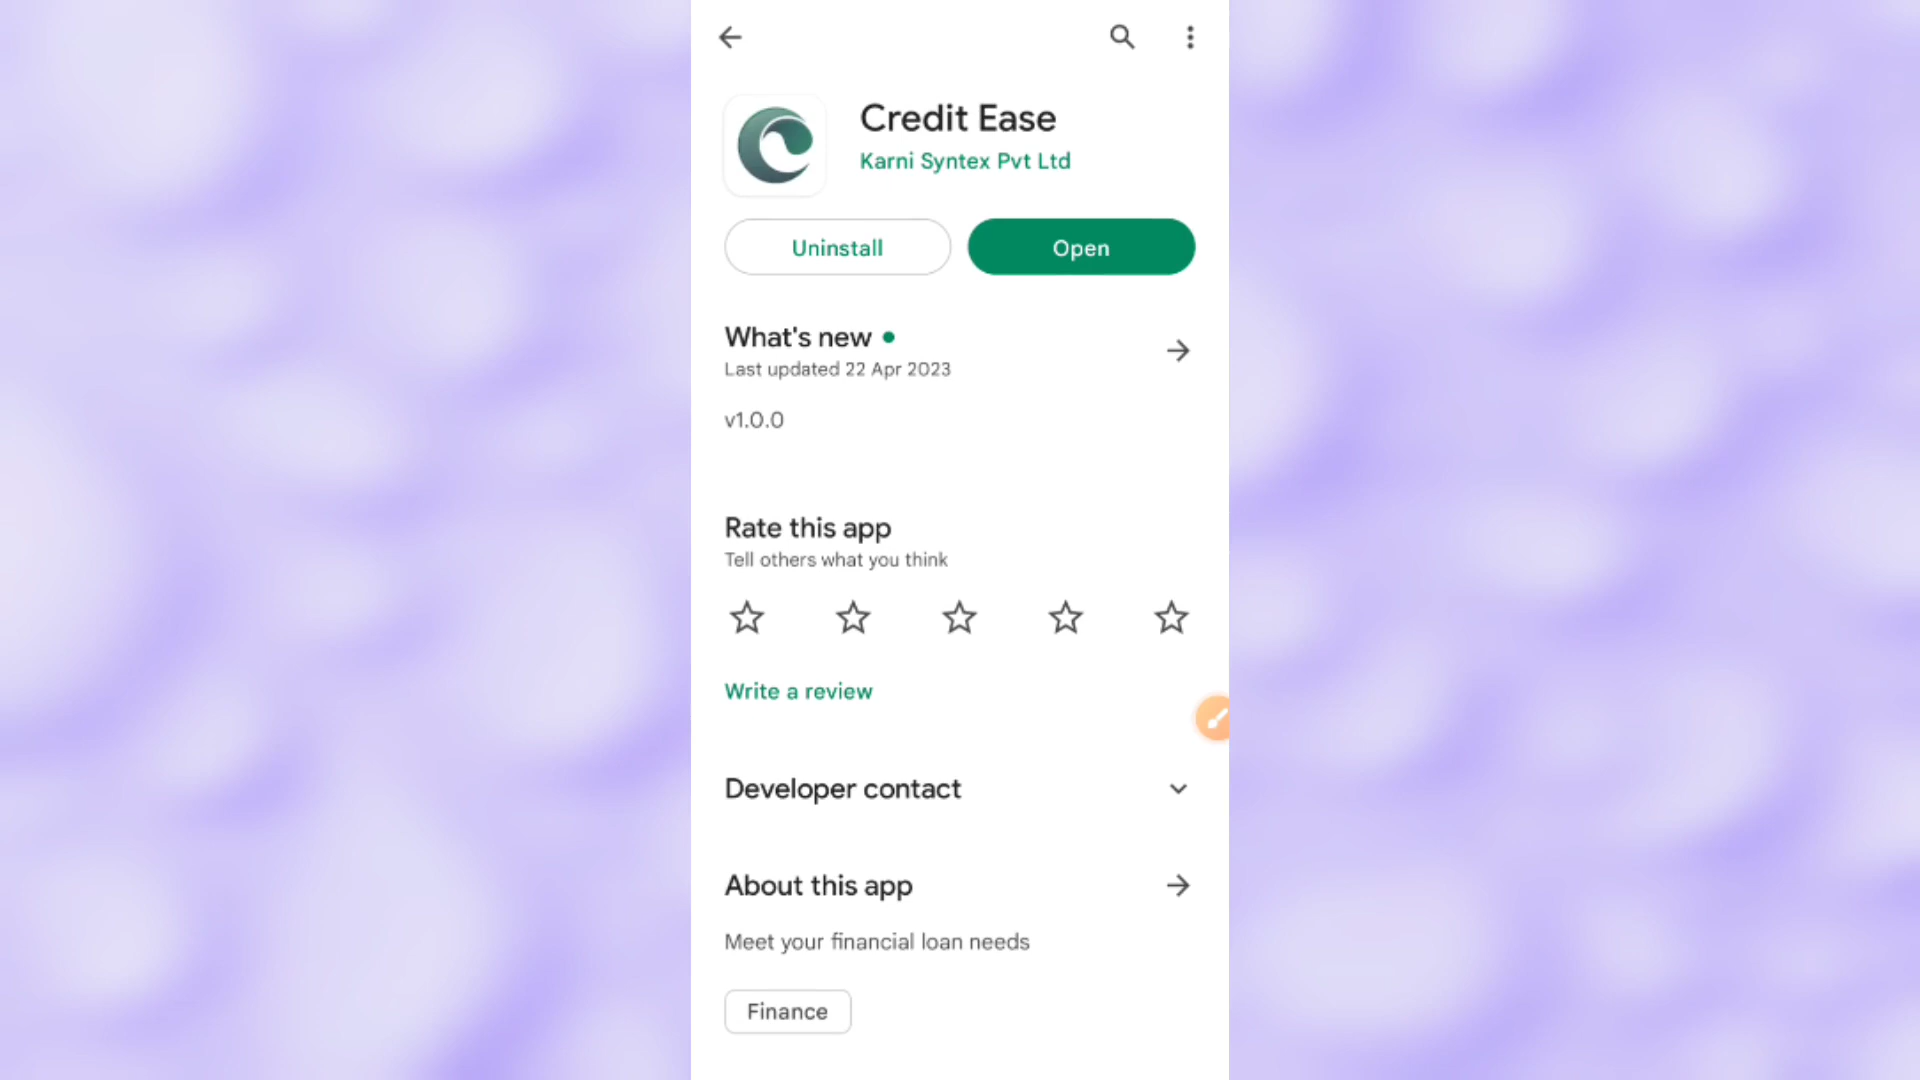 Credit Ease
Karni Syntex Pvt Ltd
Uninstall
Open
What's new
Last updated 22 Apr 2023
v1.0.0
Rate this app
Tell others what you think
Write a review
Developer contact
About this app
Meet your financial loan needs
Finance